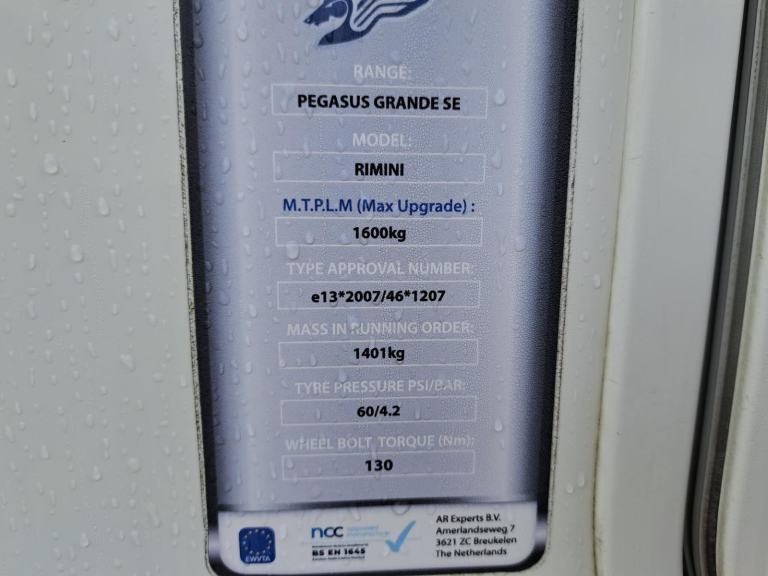 RANGE:
PEGASUS GRANDE SE
MODEL:
RIMINI
M.T.P.L.M (Max Upgrade) :
1600kg
TYPE APPROVAL NUMBER:
e13*2007/46*1207
MASS IN RUNNING ORDER:
1401kg
TYRE PRESSURE PSI/BAR:
60/4.2
WHEEL BOLT TORQUE (Nm):
130
EWVTA
ncc
BS EN 1645
AR Experts B.V.
Amerlandseweg 7
3621 ZC Breukelen
The Netherlands